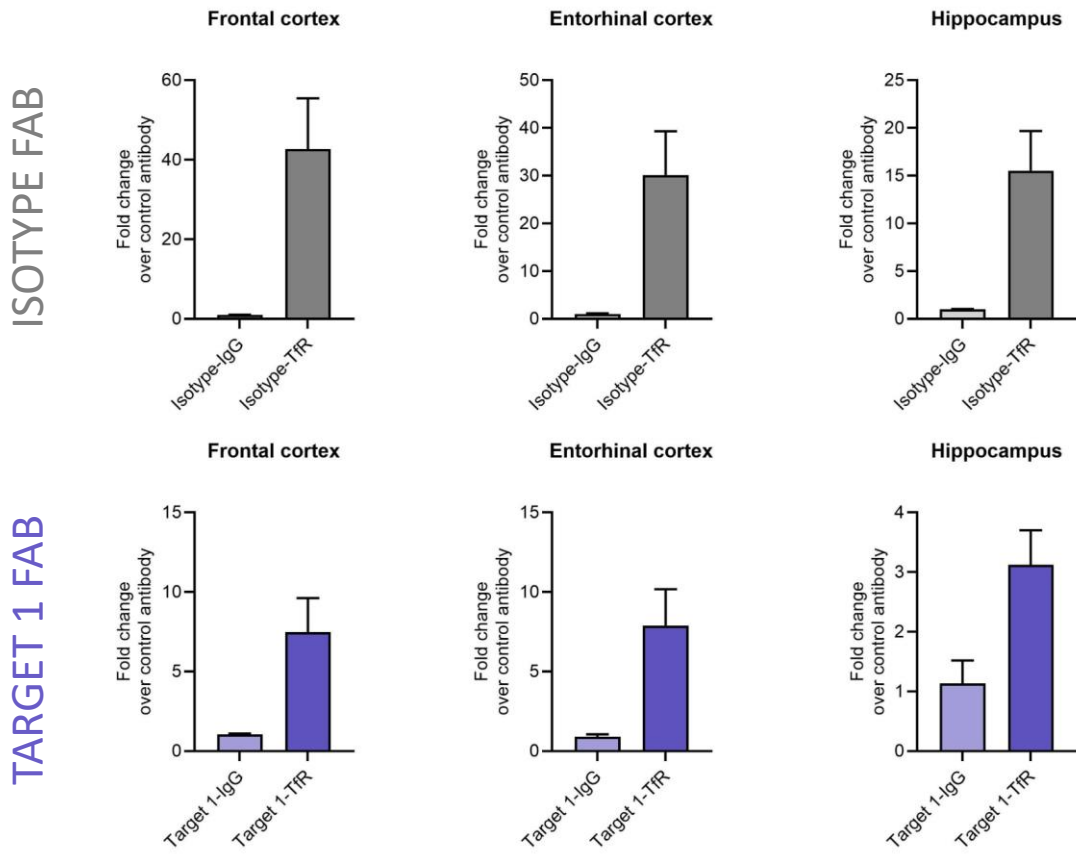 ISOTYPE FAB
Frontal cortex
Fold change
over control antibody
60
40
20
0
Isotype-IgG
Isotype-TfR
Entorhinal cortex
Fold change
over control antibody
50
40
30
20
10
0
Isotype-IgG
Isotype-TfR
Hippocampus
Fold change
over control antibody
25
20
15
10
5
0
Isotype-IgG
Isotype-TfR
TARGET 1 FAB
Frontal cortex
Fold change
over control antibody
15
10
5
0
Target 1-IgG
Target 1-TfR
Entorhinal cortex
Fold change
over control antibody
15
10
5
0
Target 1-IgG
Target 1-TfR
Hippocampus
Fold change
over control antibody
4
3
2
1
0
Target 1-IgG
Target 1-TfR